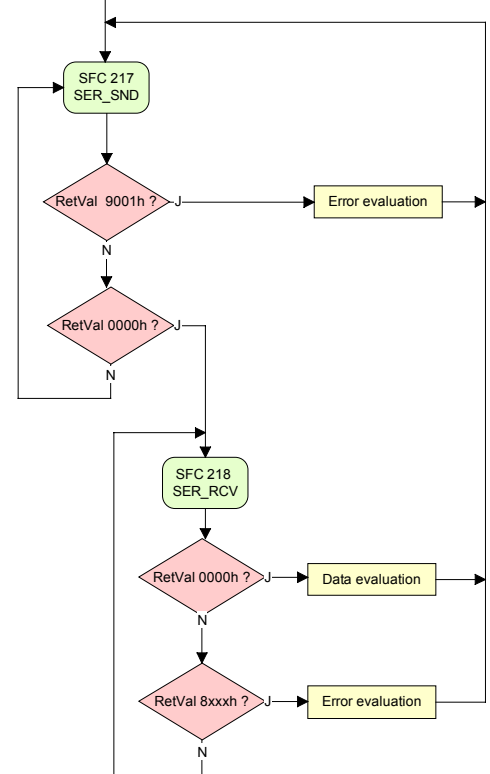 SFC 217
SER_SND
RetVal 9001h ?
J
Error evaluation
N
RetVal 0000h ?
J
N
SFC 218
SER_RCV
RetVal 0000h ?
J
Data evaluation
N
RetVal 8xxxh ?
J
Error evaluation
N